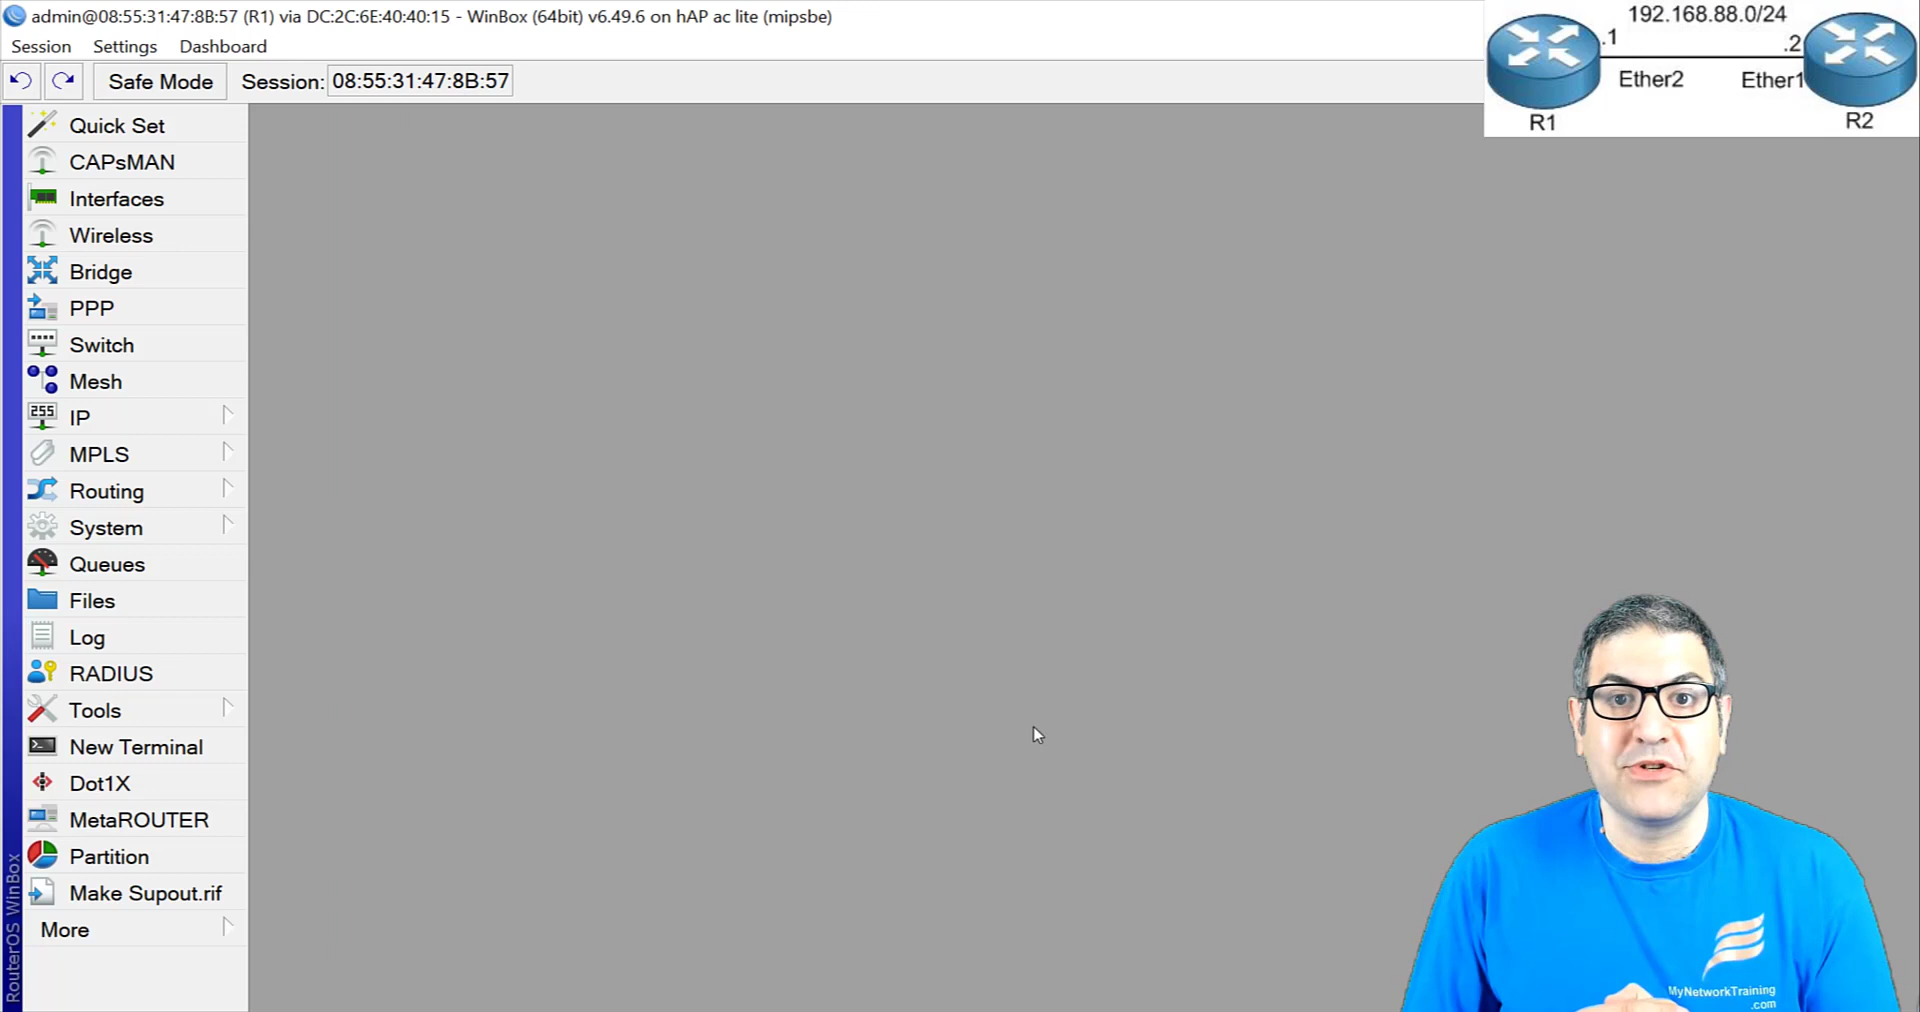 admin@08:55:31:47:8B:57 (R1) via DC:2C:6E:40:40:15 - WinBox (64bit) v6.49.6 on hAP ac lite (mipsbe)
Session Settings Dashboard
Safe Mode Session: 08:55:31:47:8B:57
192.168.88.0/24
.1 .2
Ether2 Ether1
R1 R2
Quick Set
CAPsMAN
Interfaces
Wireless
Bridge
PPP
Switch
Mesh
255 IP
MPLS
Routing
System
Queues
Files
Log
RADIUS
Tools
New Terminal
Dot1X
MetaROUTER
Partition
Make Supout.rif
More
RouterOS WinBox
MyNetworkTraining
.com